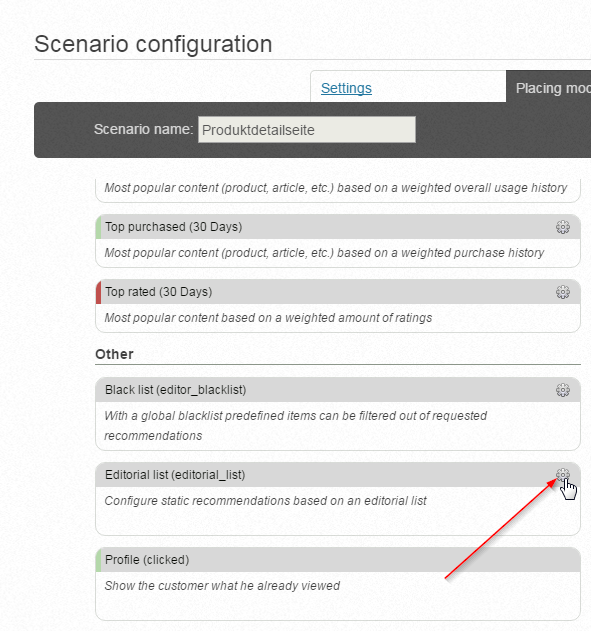 Scenario configuration
Settings
Placing mod
Scenario name: Produktdetailseite
Most popular content (product, article, etc.) based on a weighted overall usage history
Top purchased (30 Days)
Most popular content (product, article, etc.) based on a weighted purchase history
Top rated (30 Days)
Most popular content based on a weighted amount of ratings
Other
Black list (editor_blacklist)
With a global blacklist predefined items can be filtered out of requested
recommendations
Editorial list (editorial_list)
Configure static recommendations based on an editorial list
Profile (clicked)
Show the customer what he already viewed